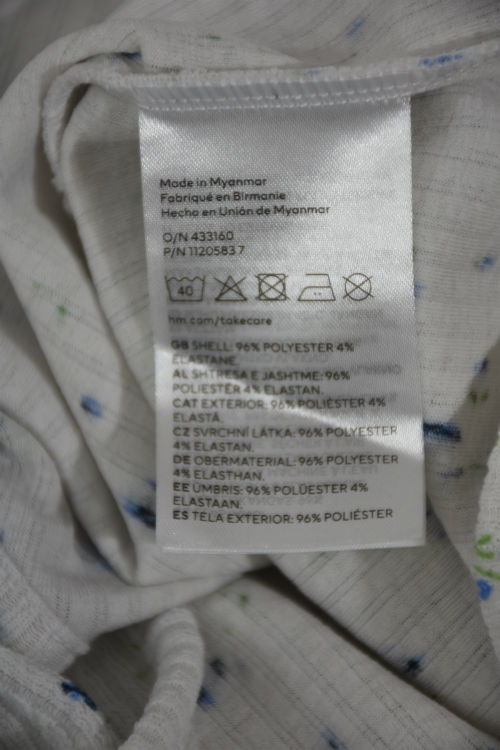 Made in Myanmar
Fabriqué en Birmanie
Hecho en Unión de Myanmar
O/N 433160
P/N 1120583 7
40
hm.com/takecare
GB SHELL: 96% POLYESTER 4%
ELASTANE.
AL SHTRESA E JASHTME: 96%
POLIESTËR 4% ELASTAN.
CAT EXTERIOR: 96% POLIÈSTER 4%
ELASTÀ.
CZ SVRCHNÍ LÁTKA: 96% POLYESTER
4% ELASTAN.
DE OBERMATERIAL: 96% POLYESTER
4% ELASTHAN.
EE ÜMBRIS: 96% POLÜESTER 4%
ELASTAAN.
ES TELA EXTERIOR: 96% POLIÉSTER